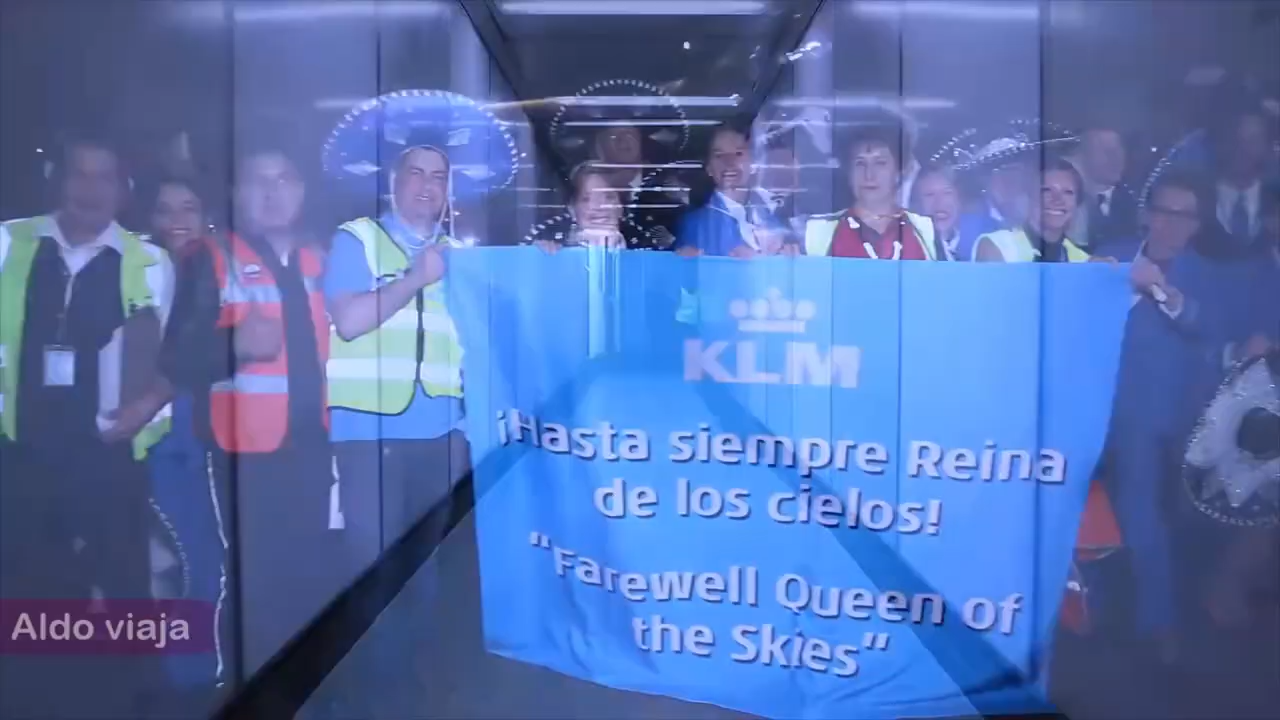 KLM
¡Hasta siempre Reina
de los cielos!
"Farewell Queen of
the Skies"
Aldo viaja